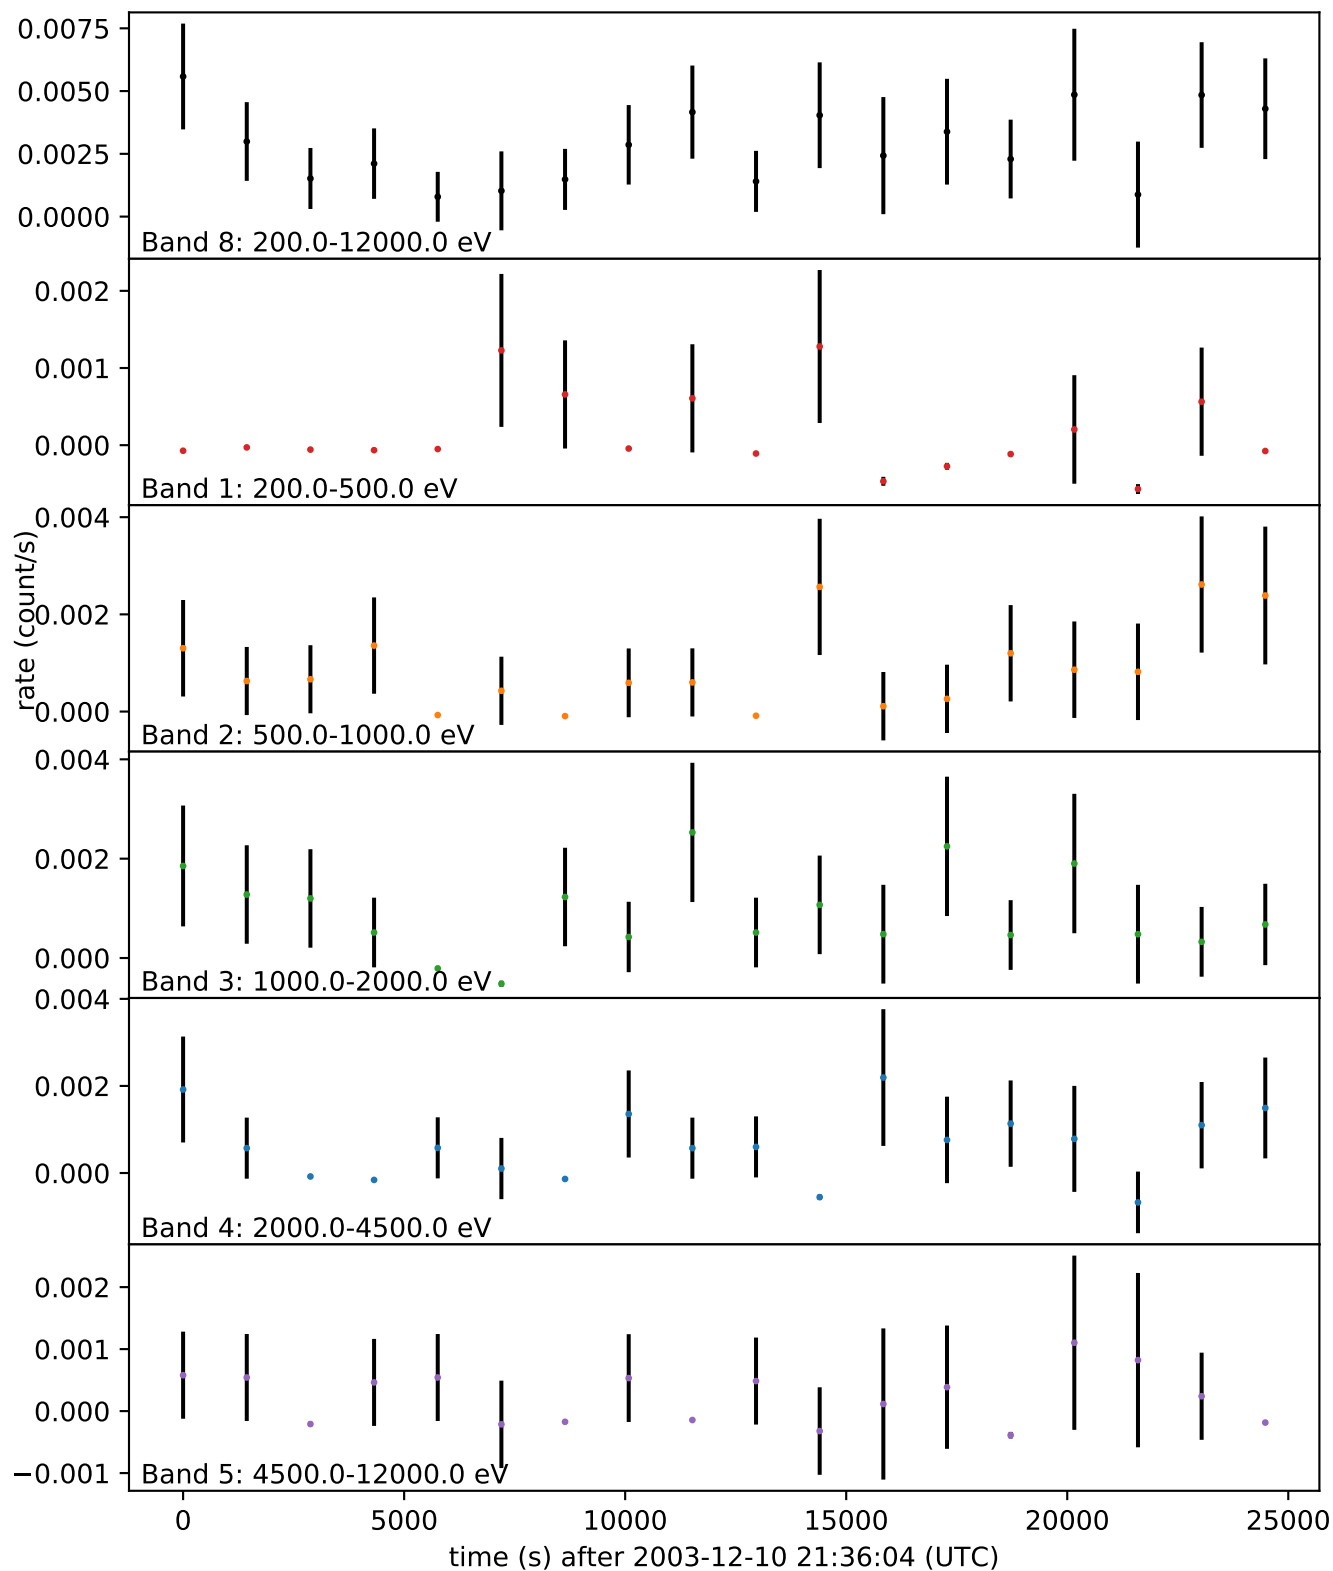 0.0075
0.0050
0.0025
0.0000
Band 8: 200.0-12000.0 eV
0.002
0.001
0.000
Band 1: 200.0-500.0 eV
rate (count/s)
0.004
0.002
0.000
Band 2: 500.0-1000.0 eV
0.004
0.002
0.000
Band 3: 1000.0-2000.0 eV
0.004
0.002
0.000
Band 4: 2000.0-4500.0 eV
0.002
0.001
0.000
−0.001
Band 5: 4500.0-12000.0 eV
0 5000 10000 15000 20000 25000
time (s) after 2003-12-10 21:36:04 (UTC)